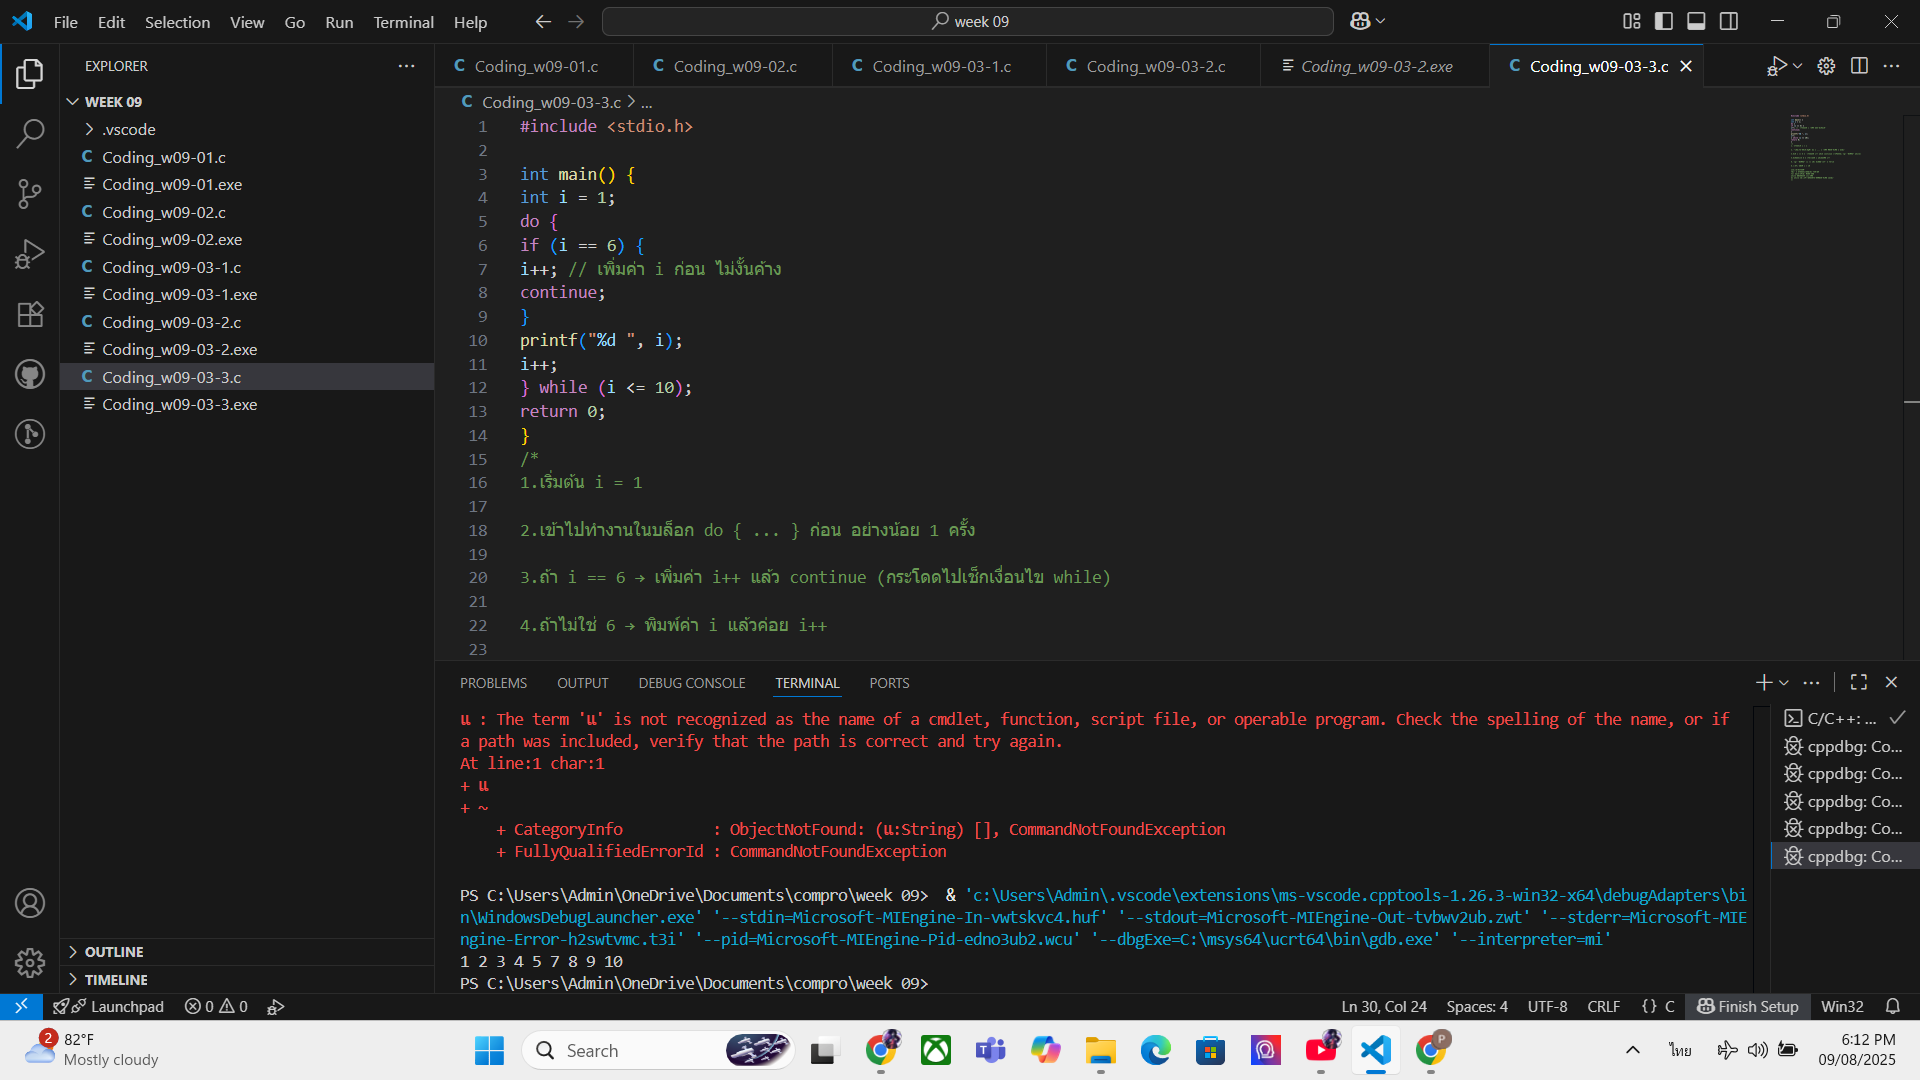 File Edit Selection View Go Run Terminal Help
week 09
EXPLORER
WEEK 09
.vscode
Coding_w09-01.c
Coding_w09-01.exe
Coding_w09-02.c
Coding_w09-02.exe
Coding_w09-03-1.c
Coding_w09-03-1.exe
Coding_w09-03-2.c
Coding_w09-03-2.exe
Coding_w09-03-3.c
Coding_w09-03-3.exe
OUTLINE
TIMELINE
Coding_w09-01.c Coding_w09-02.c Coding_w09-03-1.c Coding_w09-03-2.c Coding_w09-03-2.exe Coding_w09-03-3.c
Coding_w09-03-3.c > ...
1 #include <stdio.h>
2
3 int main() {
4 int i = 1;
5 do {
6 if (i == 6) {
7 i++; // เพิ่มค่า i ก่อน ไม่งั้นค้าง
8 continue;
9 }
10 printf("%d ", i);
11 i++;
12 } while (i <= 10);
13 return 0;
14 }
15 /*
16 1.เริ่มต้น i = 1
17
18 2.เข้าไปทำงานในบล็อก do { ... } ก่อน อย่างน้อย 1 ครั้ง
19
20 3.ถ้า i == 6 → เพิ่มค่า i++ แล้ว continue (กระโดดไปเช็กเงื่อนไข while)
21
22 4.ถ้าไม่ใช่ 6 → พิมพ์ค่า i แล้วค่อย i++
23
PROBLEMS OUTPUT DEBUG CONSOLE TERMINAL PORTS
แ : The term 'แ' is not recognized as the name of a cmdlet, function, script file, or operable program. Check the spelling of the name, or if
a path was included, verify that the path is correct and try again.
At line:1 char:1
+ แ
+ ~
+ CategoryInfo : ObjectNotFound: (แ:String) [], CommandNotFoundException
+ FullyQualifiedErrorId : CommandNotFoundException
PS C:\Users\Admin\OneDrive\Documents\compro\week 09> & 'c:\Users\Admin\.vscode\extensions\ms-vscode.cpptools-1.26.3-win32-x64\debugAdapters\bi
n\WindowsDebugLauncher.exe' '--stdin=Microsoft-MIEngine-In-vwtskvc4.huf' '--stdout=Microsoft-MIEngine-Out-tvbwv2ub.zwt' '--stderr=Microsoft-MIE
ngine-Error-h2swtvmc.t3i' '--pid=Microsoft-MIEngine-Pid-edno3ub2.wcu' '--dbgExe=C:\msys64\ucrt64\bin\gdb.exe' '--interpreter=mi'
1 2 3 4 5 7 8 9 10
PS C:\Users\Admin\OneDrive\Documents\compro\week 09>
C/C++: ...
cppdbg: Co...
cppdbg: Co...
cppdbg: Co...
cppdbg: Co...
cppdbg: Co...
Launchpad 0 0
Ln 30, Col 24 Spaces: 4 UTF-8 CRLF {} C Finish Setup Win32
2
82°F
Mostly cloudy
Search
P
ไทย
6:12 PM
09/08/2025